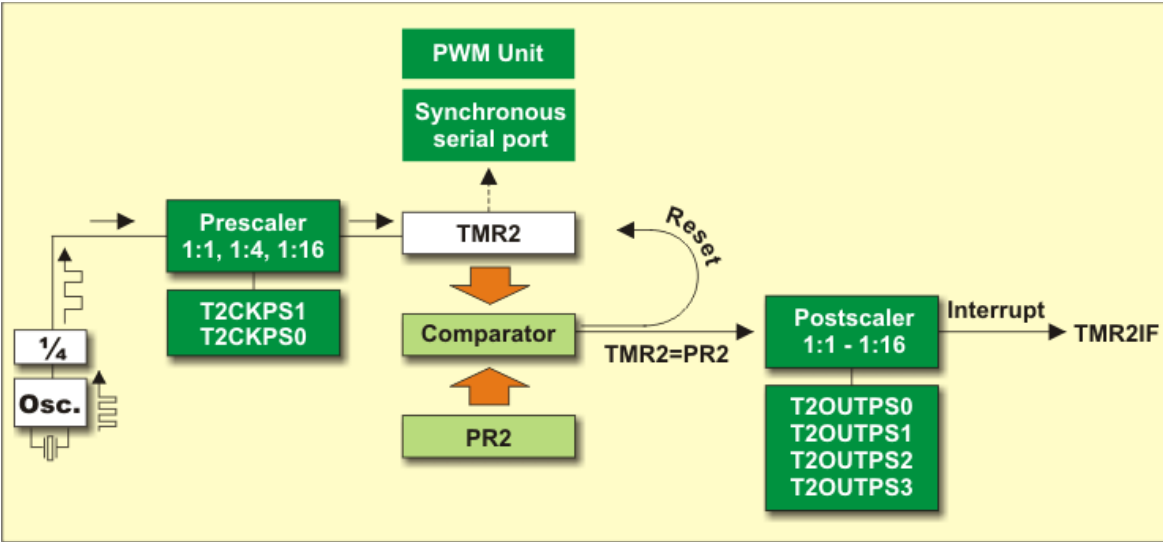 PWM Unit
Synchronous
serial port
Prescaler
1:1, 1:4, 1:16
TMR2
Reset
T2CKPS1
T2CKPS0
¼
Osc.
Comparator
TMR2=PR2
PR2
Postscaler
1:1 - 1:16
Interrupt
TMR2IF
T2OUTPS0
T2OUTPS1
T2OUTPS2
T2OUTPS3